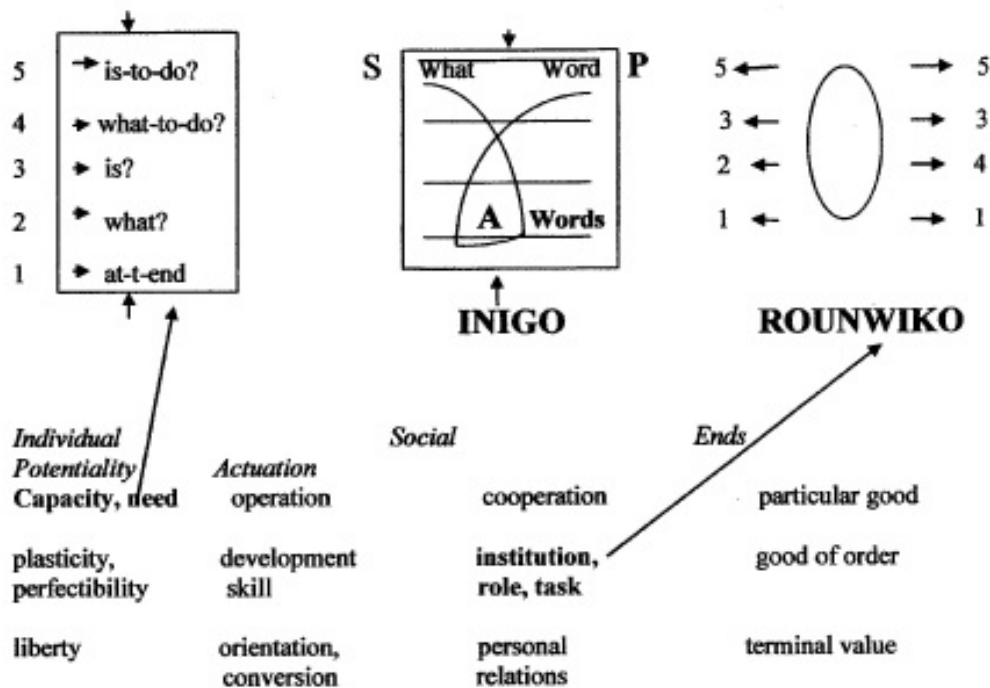 5 is-to-do?
4 what-to-do?
3 is?
2 what?
1 at-t-end
S What Word P
A Words
INIGO
5 5
3 3
2 4
1 1
ROUNWIKO
Individual Social Ends
Potentiality Actuation
Capacity, need operation cooperation particular good
plasticity, development institution, good of order
perfectibility skill role, task
liberty orientation, personal terminal value
conversion relations